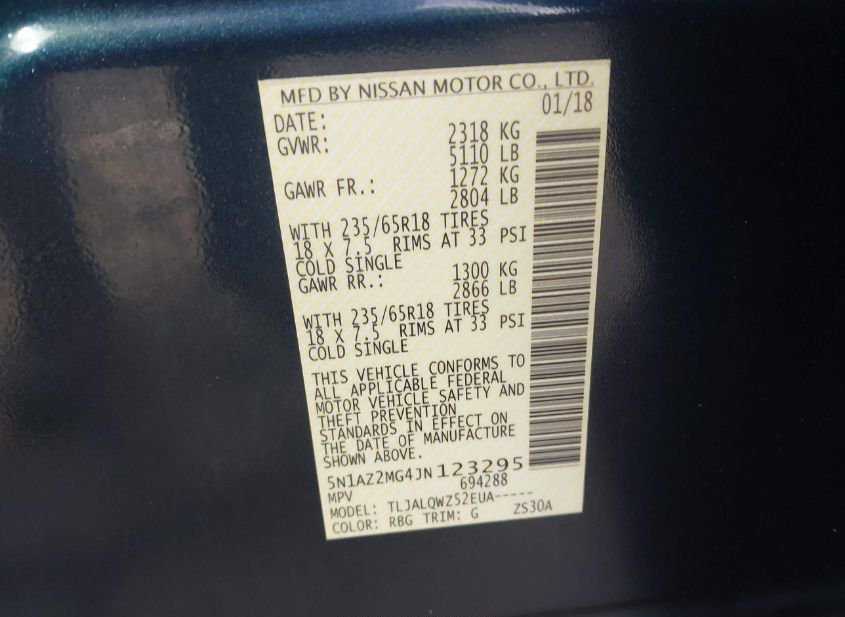 MFD BY NISSAN MOTOR CO., LTD.
DATE: 01/18
GVWR: 2318 KG
5110 LB
GAWR FR.: 1272 KG
2804 LB
WITH 235/65R18 TIRES
18 X 7.5 RIMS AT 33 PSI
COLD SINGLE
GAWR RR.: 1300 KG
2866 LB
WITH 235/65R18 TIRES
18 X 7.5 RIMS AT 33 PSI
COLD SINGLE
THIS VEHICLE CONFORMS TO
ALL APPLICABLE FEDERAL
MOTOR VEHICLE SAFETY AND
THEFT PREVENTION
STANDARDS IN EFFECT ON
THE DATE OF MANUFACTURE
SHOWN ABOVE.
5N1AZ2MG4JN123295
MPV 694288
MODEL: TLJALQWZ52EUA-----
COLOR: RBG TRIM: G ZS30A